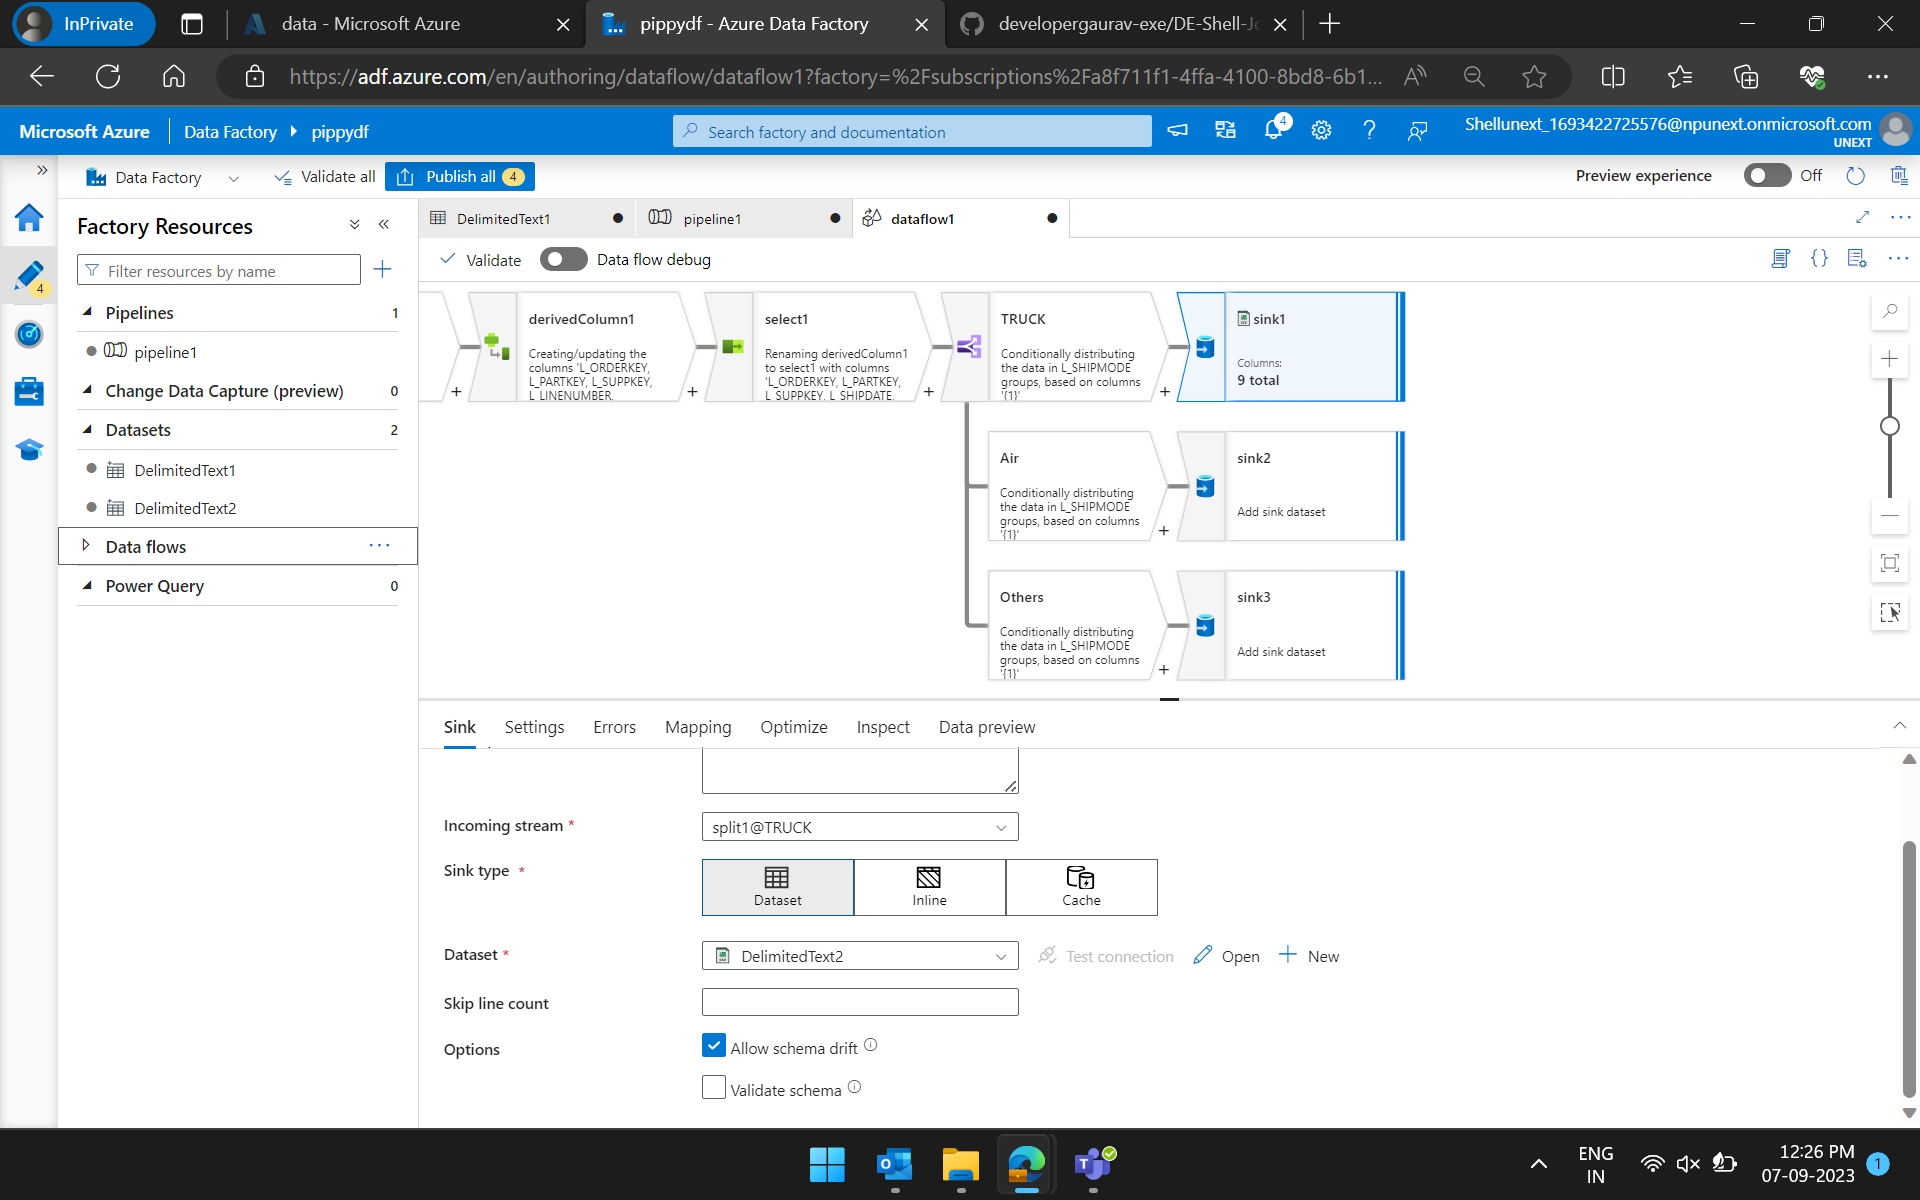 InPrivate
data - Microsoft Azure
pippydf - Azure Data Factory
developergaurav-exe/DE-Shell-Jo
https://adf.azure.com/en/authoring/dataflow/dataflow1?factory=%2Fsubscriptions%2Fa8f711f1-4ffa-4100-8bd8-6b1...
Microsoft Azure
Data Factory
pippydf
Search factory and documentation
4
Shellunext_1693422725576@npunext.onmicrosoft.com
UNEXT
Data Factory
Validate all
Publish all 4
Preview experience
Off
Factory Resources
DelimitedText1
pipeline1
dataflow1
Filter resources by name
Validate
Data flow debug
4
Pipelines 1
pipeline1
Change Data Capture (preview) 0
Datasets 2
DelimitedText1
DelimitedText2
Data flows
Power Query 0
derivedColumn1
Creating/updating the
columns 'L_ORDERKEY,
L_PARTKEY, L_SUPPKEY,
L_LINENUMBER,
+
select1
Renaming derivedColumn1
to select1 with columns
'L_ORDERKEY, L_PARTKEY,
L_SUPPKEY, L_SHIPDATE,
+
TRUCK
Conditionally distributing
the data in L_SHIPMODE
groups, based on columns
'{1}'
+
sink1
Columns:
9 total
Air
Conditionally distributing
the data in L_SHIPMODE
groups, based on columns
'{1}'
+
sink2
Add sink dataset
Others
Conditionally distributing
the data in L_SHIPMODE
groups, based on columns
'{1}'
+
sink3
Add sink dataset
Sink
Settings
Errors
Mapping
Optimize
Inspect
Data preview
Incoming stream *
split1@TRUCK
Sink type *
Dataset
Inline
Cache
Dataset *
DelimitedText2
Test connection
Open
New
Skip line count
Options
Allow schema drift
Validate schema
ENG
IN
12:26 PM
07-09-2023
1